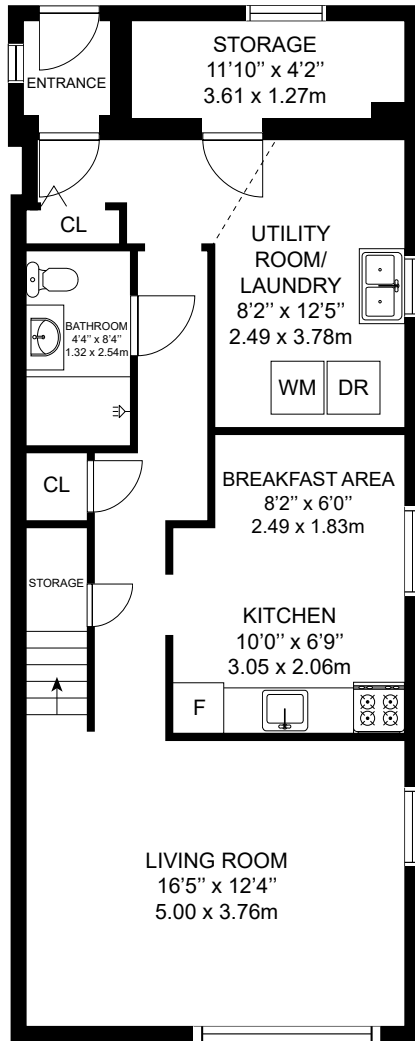 STORAGE
11’10’’ x 4’2’’
3.61 x 1.27m
ENTRANCE
CL
UTILITY
ROOM/
LAUNDRY
8’2’’ x 12’5’’
2.49 x 3.78m
BATHROOM
4’4’’ x 8’4’’
1.32 x 2.54m
WM
DR
CL
BREAKFAST AREA
8’2’’ x 6’0’’
2.49 x 1.83m
STORAGE
KITCHEN
10’0’’ x 6’9’’
3.05 x 2.06m
F
LIVING ROOM
16’5’’ x 12’4’’
5.00 x 3.76m